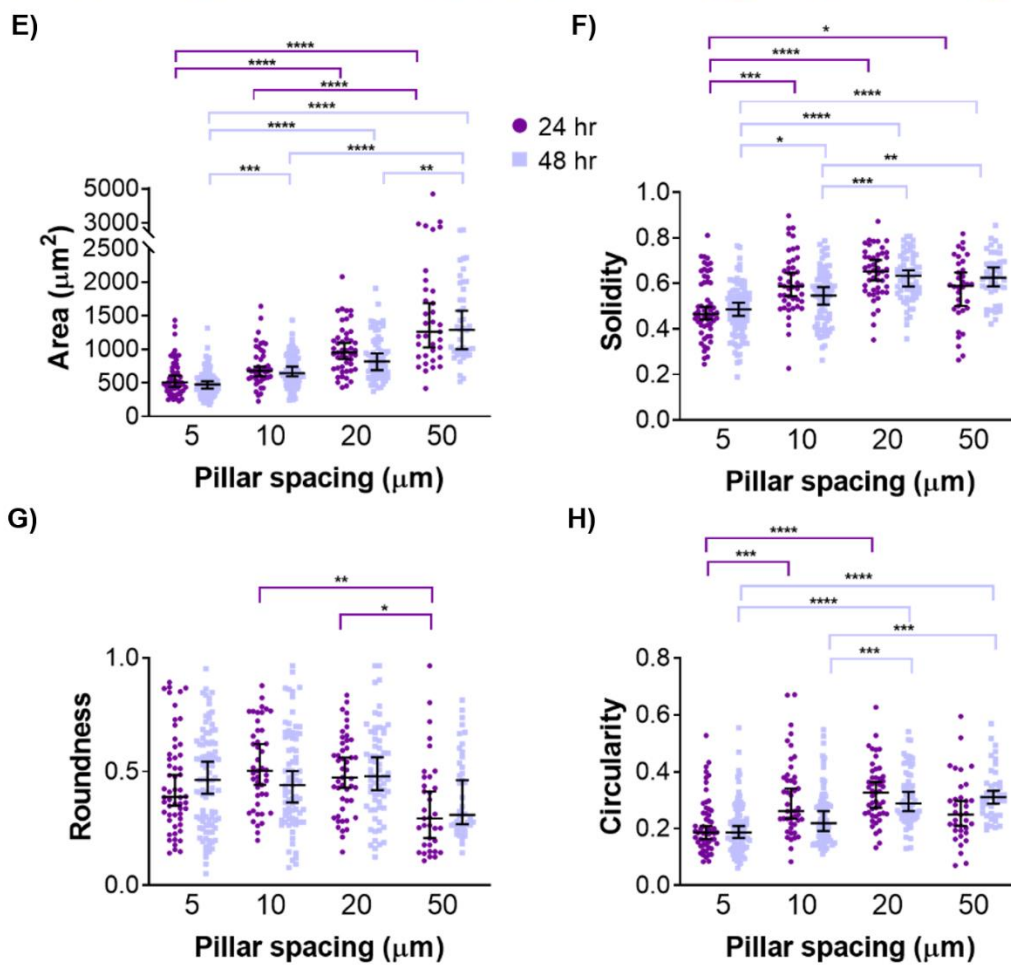 E)
****
****
****
****
****
****
***
**
5000
3000
2500
2000
1500
1000
500
0
Area (μm²)
5 10 20 50
Pillar spacing (μm)
24 hr
48 hr
F)
*
****
***
****
****
*
**
***
1.0
0.8
0.6
0.4
0.2
0.0
Solidity
5 10 20 50
Pillar spacing (μm)
G)
**
*
1.0
0.5
0.0
Roundness
5 10 20 50
Pillar spacing (μm)
H)
****
***
****
****
***
***
0.8
0.6
0.4
0.2
0.0
Circularity
5 10 20 50
Pillar spacing (μm)